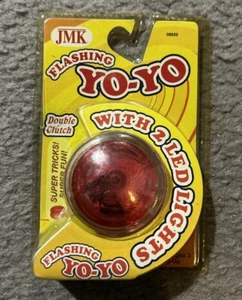 JMK
FLASHING
YO-YO
Double
Clutch
WITH 2 LED LIGHTS
SUPER TRICKS!
SUPER FUN!
FLASHING
YO-YO